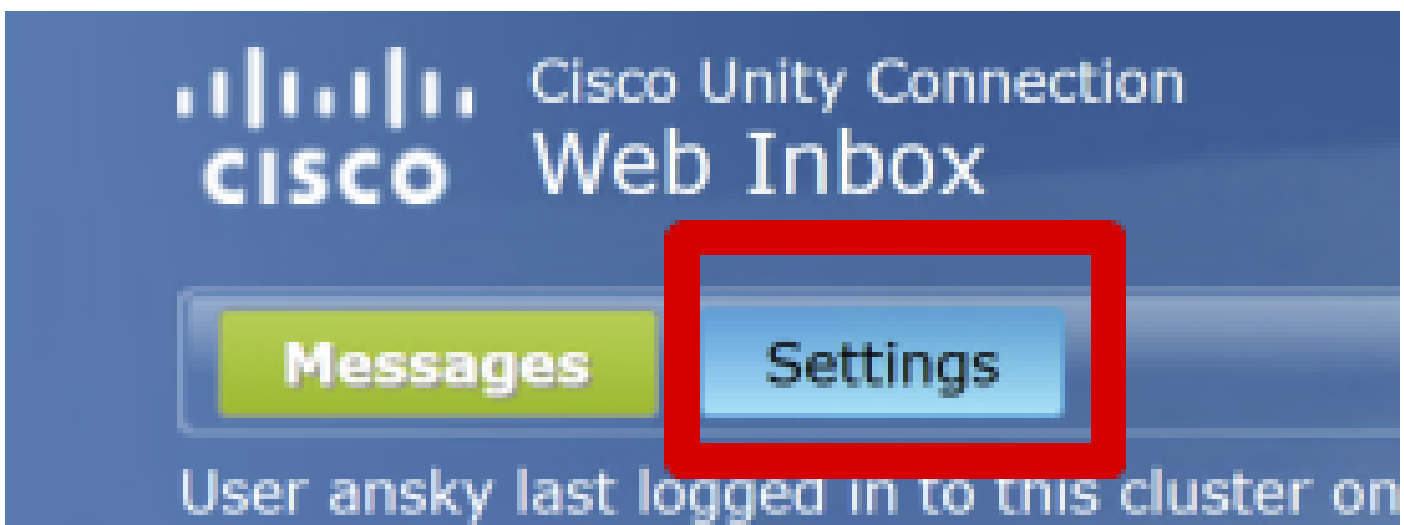 Cisco Unity Connection
CISCO Web Inbox
Messages Settings
User ansky last logged in to this cluster on